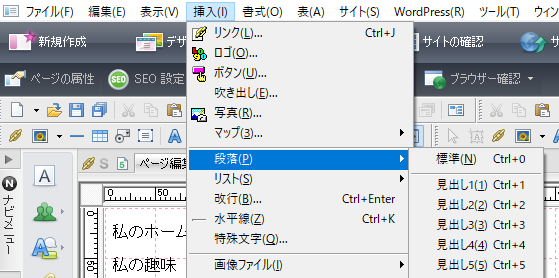 ファイル(F) 編集(E) 表示(V) 挿入(I) 書式(O) 表(A) サイト(S) WordPress(R) ツール(T) ウィン
新規作成
デザ
サイトの確認
ページの属性
SEO SEO 設定
ブラウザー確認
リンク(L)... Ctrl+J
ロゴ(O)...
ボタン(U)...
吹き出し(E)...
写真(R)...
マップ(3)...
段落(P)
リスト(S)
改行(B)... Ctrl+Enter
水平線(Z) Ctrl+K
特殊文字(Q)...
画像ファイル(I)
標準(N) Ctrl+0
見出し1(1) Ctrl+1
見出し2(2) Ctrl+2
見出し3(3) Ctrl+3
見出し4(4) Ctrl+4
見出し5(5) Ctrl+5
S 5 ページ編集
A
N ナビメニュー
0 50
私のホーム
私の趣味